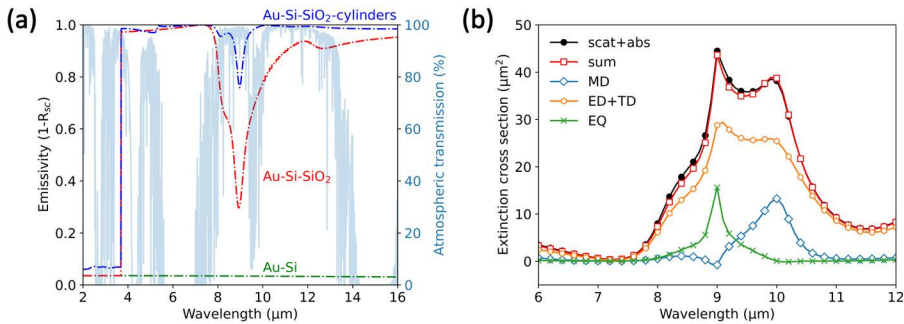 (a)
Au-Si-SiO₂-cylinders
1.0
0.8
0.6
0.4
0.2
0.0
Emissivity (1-R_sc)
100
80
60
40
20
0
Atmospheric transmission (%)
Au-Si-SiO₂
Au-Si
2
4
6
8
10
12
14
16
Wavelength (μm)
(b)
50
40
30
20
10
0
Extinction cross section (μm²)
scat+abs
sum
MD
ED+TD
EQ
6
7
8
9
10
11
12
Wavelength (μm)